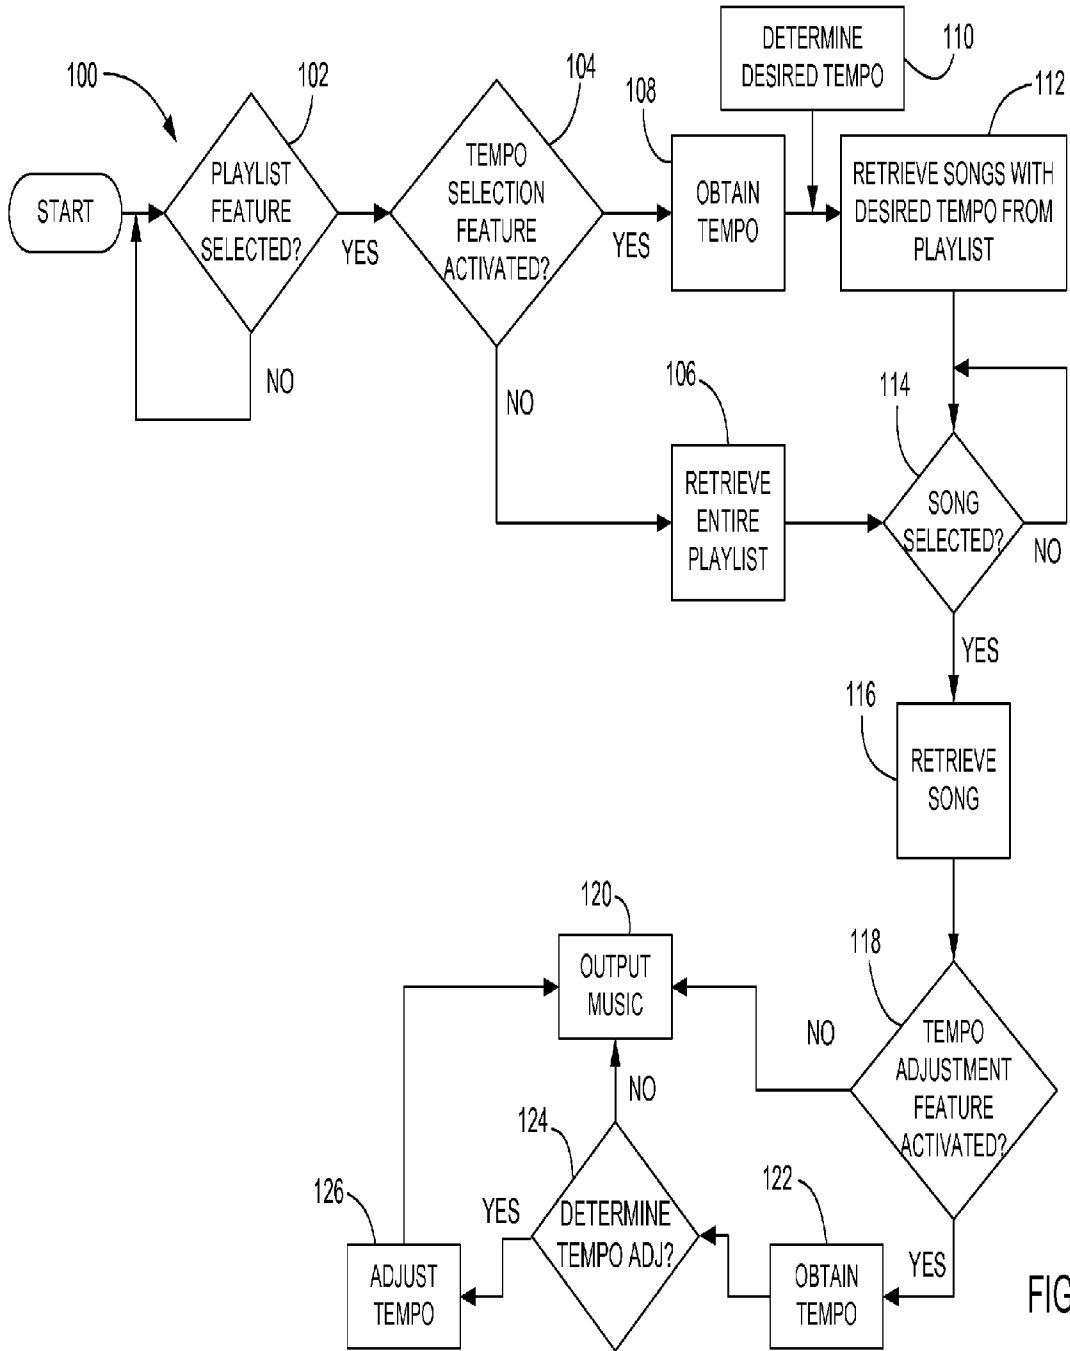 DETERMINE
DESIRED TEMPO
110
100
102
104
108
112
START
PLAYLIST
FEATURE
SELECTED?
YES
NO
TEMPO
SELECTION
FEATURE
ACTIVATED?
YES
NO
OBTAIN
TEMPO
RETRIEVE SONGS WITH
DESIRED TEMPO FROM
PLAYLIST
106
RETRIEVE
ENTIRE
PLAYLIST
114
SONG
SELECTED?
NO
YES
116
RETRIEVE
SONG
118
TEMPO
ADJUSTMENT
FEATURE
ACTIVATED?
NO
YES
120
OUTPUT
MUSIC
NO
124
DETERMINE
TEMPO ADJ?
YES
122
OBTAIN
TEMPO
126
ADJUST
TEMPO
FIG